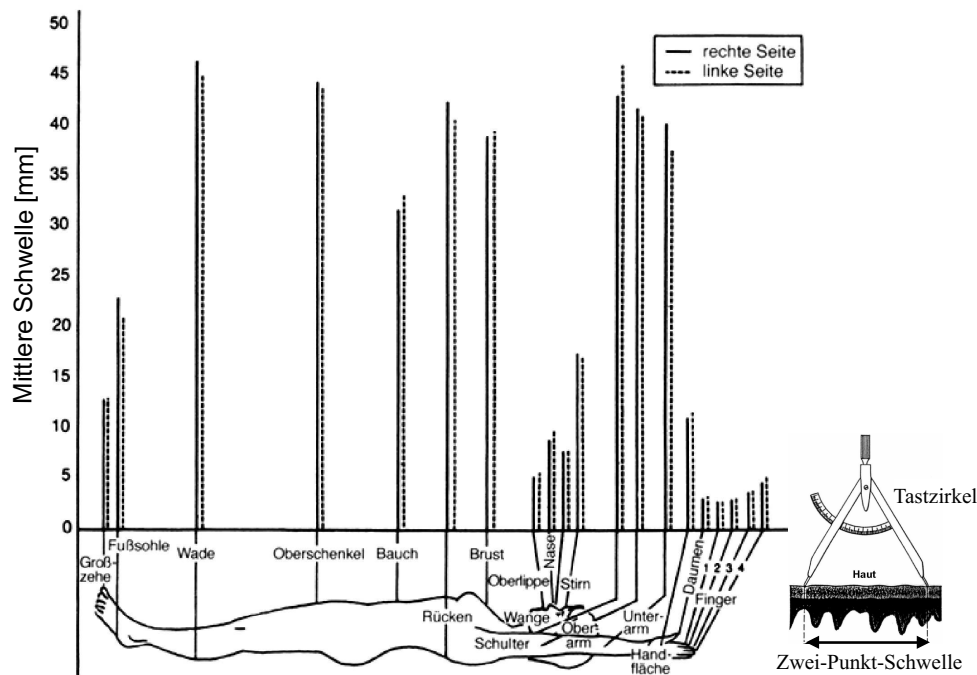 50
45
40
35
30
25
20
15
10
5
0
Mittlere Schwelle [mm]
rechte Seite
linke Seite
Großzehe
Fußsohle
Wade
Oberschenkel
Bauch
Rücken
Brust
Oberlippe
Wange
Nase
Stirn
Schulter
Ober-
arm
Unter-
arm
Hand-
fläche
Daumen
1 2 3 4
Finger
Tastzirkel
Haut
Zwei-Punkt-Schwelle